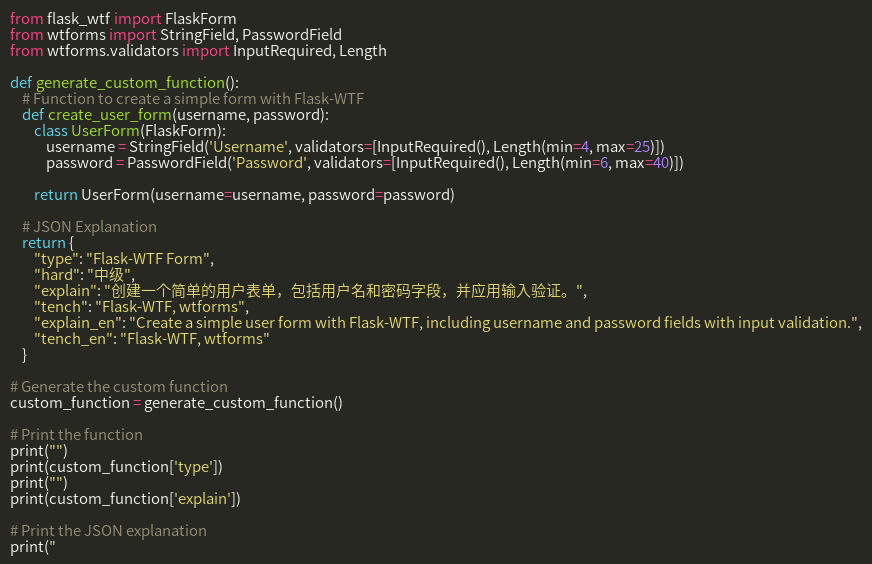 from flask_wtf import FlaskForm
from wtforms import StringField, PasswordField
from wtforms.validators import InputRequired, Length

def generate_custom_function():
    # Function to create a simple form with Flask-WTF
    def create_user_form(username, password):
        class UserForm(FlaskForm):
            username = StringField('Username', validators=[InputRequired(), Length(min=4, max=25)])
            password = PasswordField('Password', validators=[InputRequired(), Length(min=6, max=40)])

        return UserForm(username=username, password=password)

    # JSON Explanation
    return {
        "type": "Flask-WTF Form",
        "hard": "中级",
        "explain": "创建一个简单的用户表单，包括用户名和密码字段，并应用输入验证。",
        "tench": "Flask-WTF, wtforms",
        "explain_en": "Create a simple user form with Flask-WTF, including username and password fields with input validation.",
        "tench_en": "Flask-WTF, wtforms"
    }

# Generate the custom function
custom_function = generate_custom_function()

# Print the function
print("")
print(custom_function['type'])
print("")
print(custom_function['explain'])

# Print the JSON explanation
print("